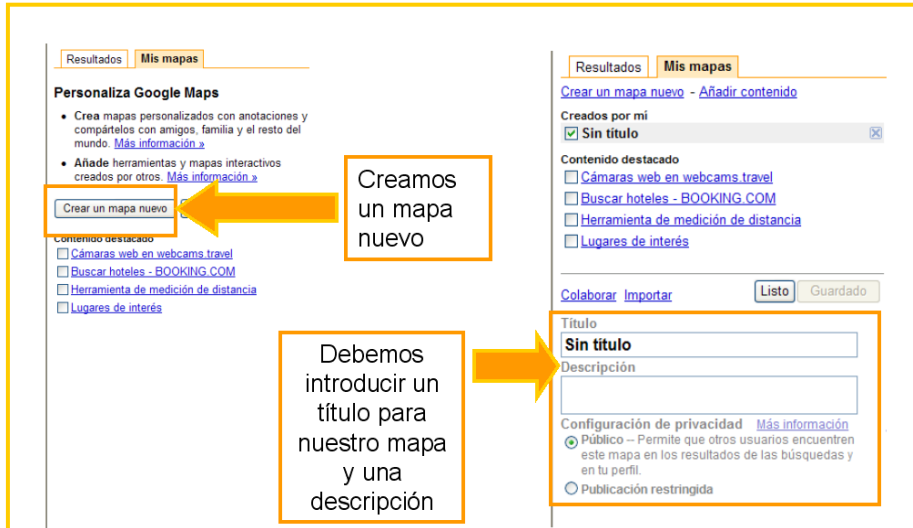 Resultados Mis mapas
Personaliza Google Maps
• Crea mapas personalizados con anotaciones y
compártelos con amigos, familia y el resto del
mundo. Más información »
• Añade herramientas y mapas interactivos
creados por otros. Más información »
Crear un mapa nuevo
Contenido destacado
Cámaras web en webcams.travel
Buscar hoteles - BOOKING.COM
Herramienta de medición de distancia
Lugares de interés
Creamos
un mapa
nuevo
Debemos
introducir un
título para
nuestro mapa
y una
descripción
Resultados Mis mapas
Crear un mapa nuevo - Añadir contenido
Creados por mi
Sin título
Contenido destacado
Cámaras web en webcams.travel
Buscar hoteles - BOOKING.COM
Herramienta de medición de distancia
Lugares de interés
Colaborar Importar Listo Guardado
Título
Sin título
Descripción
Configuración de privacidad Más información
Público -- Permite que otros usuarios encuentren
este mapa en los resultados de las búsquedas y
en tu perfil.
Publicación restringida